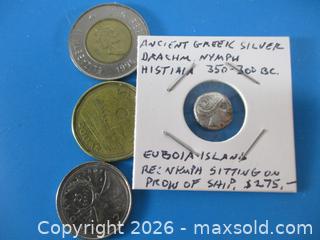 ANCIENT GREEK SILVER
DRACHM, NYMPH
HISTIAIA 350-300 BC.
EUBOIA ISLAND
RE: NYMPH SITTING ON
PROW OF SHIP, $275,-
Copyright 2026 - maxsold.com